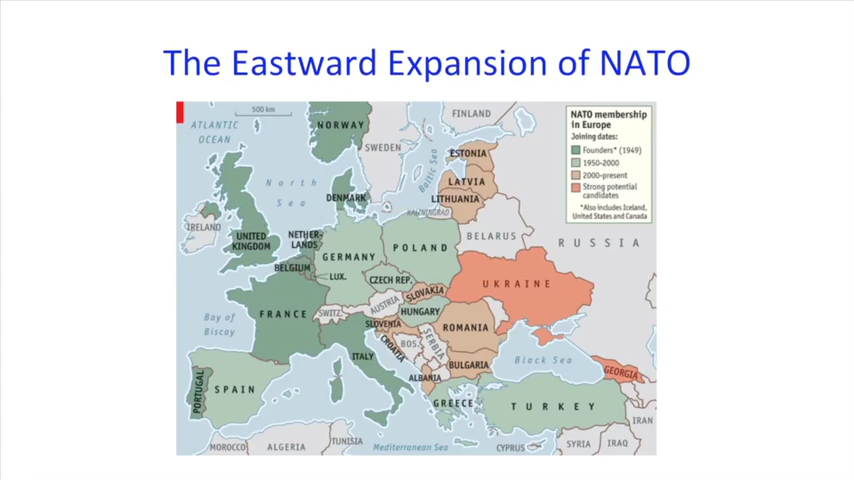 The Eastward Expansion of NATO
500 km
ATLANTIC
OCEAN
NORWAY
SWEDEN
FINLAND
NATO membership
in Europe
Joining dates:
Founders* (1949)
1950-2000
2000-present
Strong potential
candidates
*Also includes Iceland,
United States and Canada
ESTONIA
Baltic Sea
LATVIA
North
Sea
DENMARK
LITHUANIA
KALININGRAD
IRELAND
UNITED
KINGDOM
NETHER-
LANDS
BELARUS
RUSSIA
POLAND
GERMANY
BELGIUM
LUX.
CZECH REP.
UKRAINE
SLOVAKIA
Bay of
Biscay
FRANCE
SWITZ.
AUSTRIA
HUNGARY
SLOVENIA
ROMANIA
CROATIA
BOS.
SERBIA
ITALY
Black Sea
BULGARIA
GEORGIA
ALBANIA
PORTUGAL
SPAIN
GREECE
TURKEY
IRAN
MOROCCO
ALGERIA
TUNISIA
Mediterranean Sea
CYPRUS
SYRIA
IRAQ